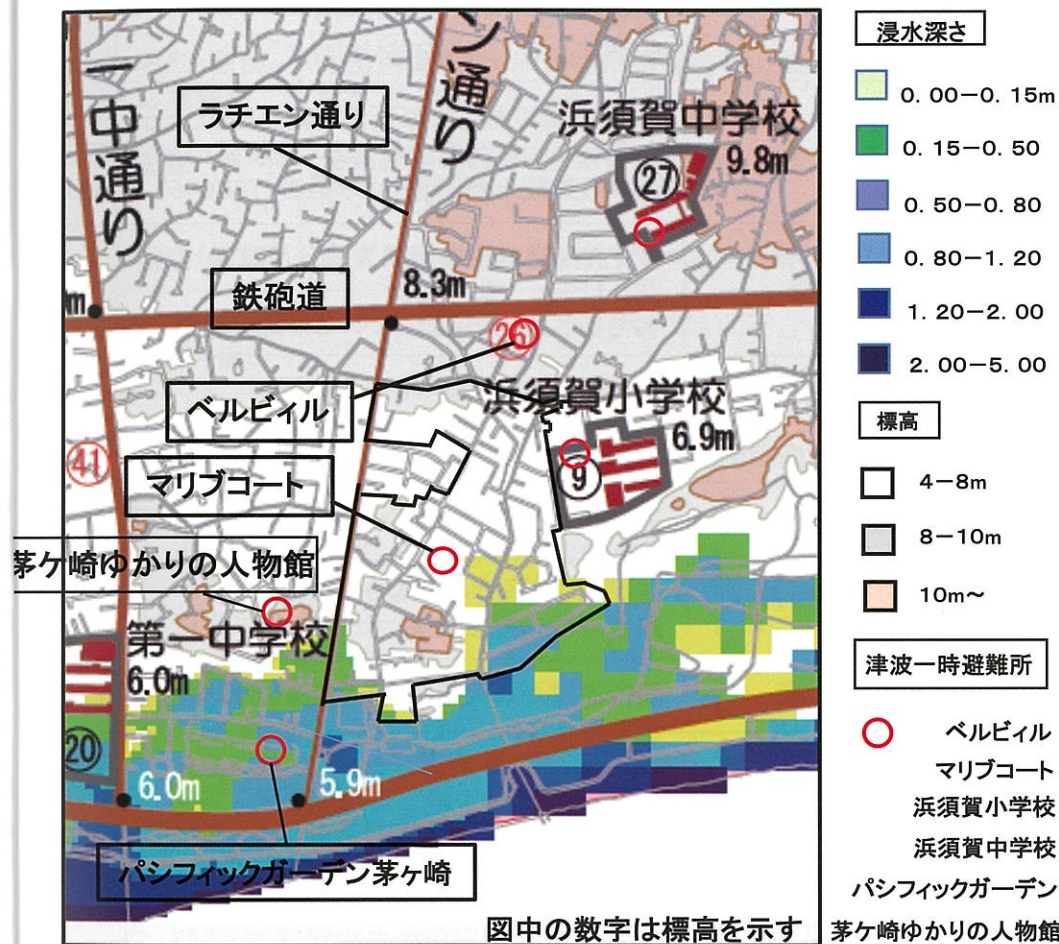 一中通り
ン通り
ラチエン通り
浜須賀中学校
9.8m
㉗
鉄砲道
8.3m
m
26
ベルビィル
浜須賀小学校
6.9m
⑨
41
マリブコート
茅ケ崎ゆかりの人物館
第一中学校
6.0m
20
6.0m
5.9m
パシフィックガーデン茅ヶ崎
図中の数字は標高を示す
浸水深さ
0.00-0.15m
0.15-0.50
0.50-0.80
0.80-1.20
1.20-2.00
2.00-5.00
標高
4-8m
8-10m
10m~
津波一時避難所
ベルビィル
マリブコート
浜須賀小学校
浜須賀中学校
パシフィックガーデン
茅ヶ崎ゆかりの人物館